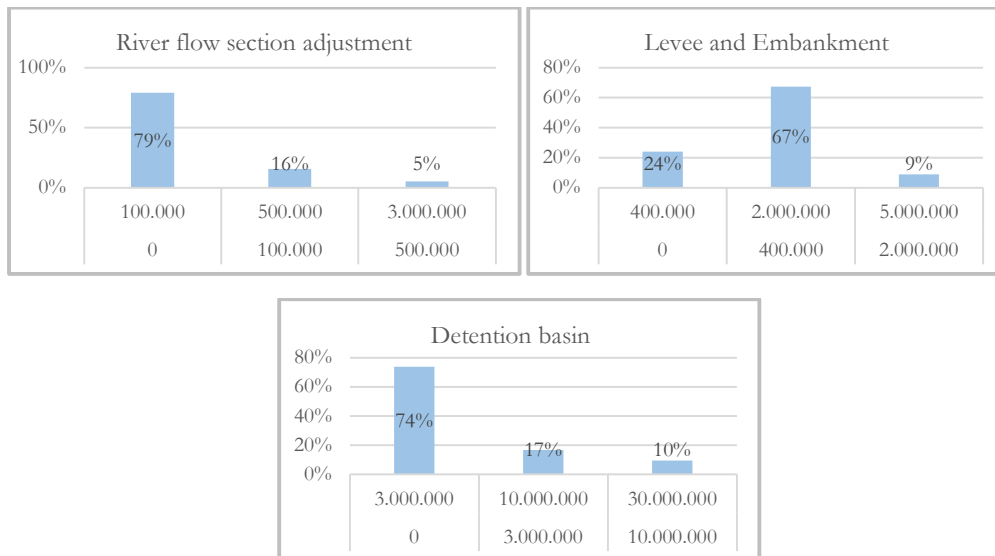 River flow section adjustment
100%
50%
0%
79%
16%
5%
100.000 500.000 3.000.000
0 100.000 500.000
Levee and Embankment
80%
60%
40%
20%
0%
24%
67%
9%
400.000 2.000.000 5.000.000
0 400.000 2.000.000
Detention basin
80%
60%
40%
20%
0%
74%
17%
10%
3.000.000 10.000.000 30.000.000
0 3.000.000 10.000.000